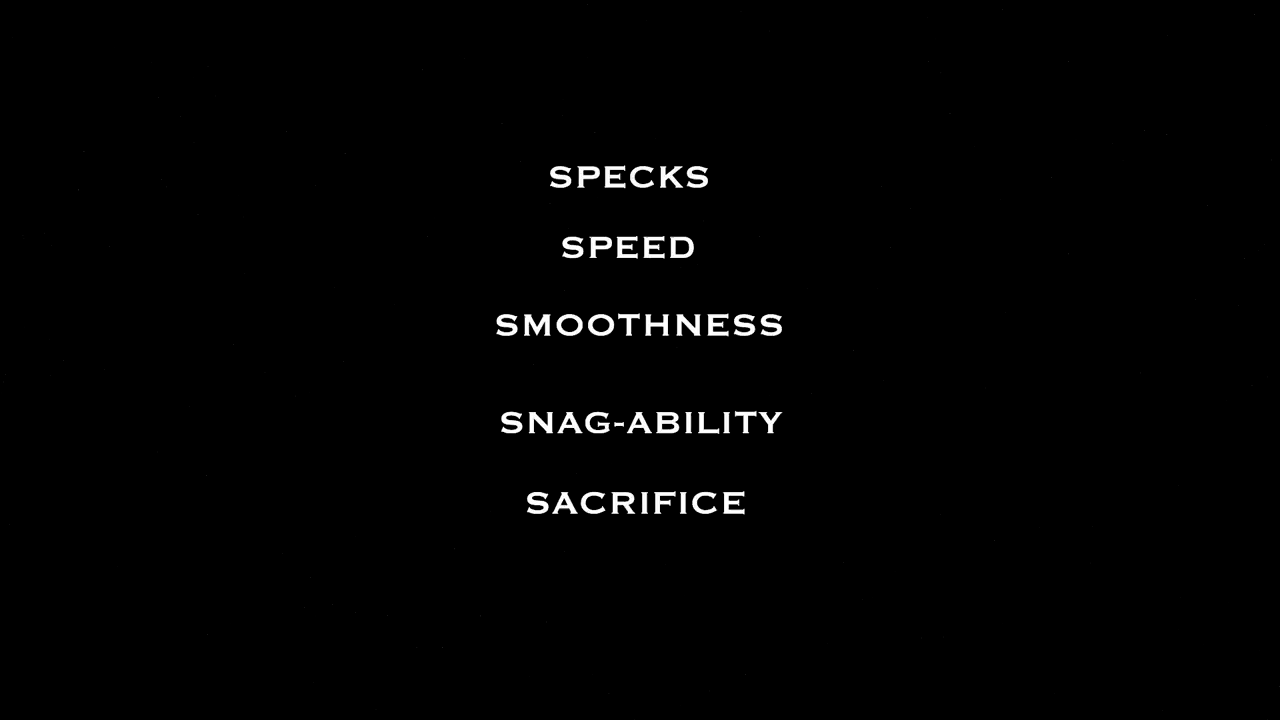 SPECKS
SPEED
SMOOTHNESS
SNAG-ABILITY
SACRIFICE